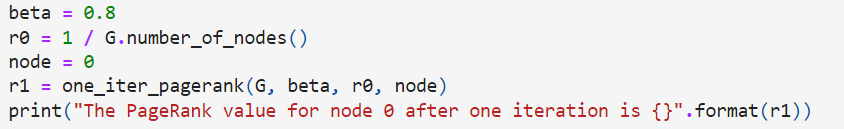 beta = 0.8
r0 = 1 / G.number_of_nodes()
node = 0
r1 = one_iter_pagerank(G, beta, r0, node)
print("The PageRank value for node 0 after one iteration is {}".format(r1))